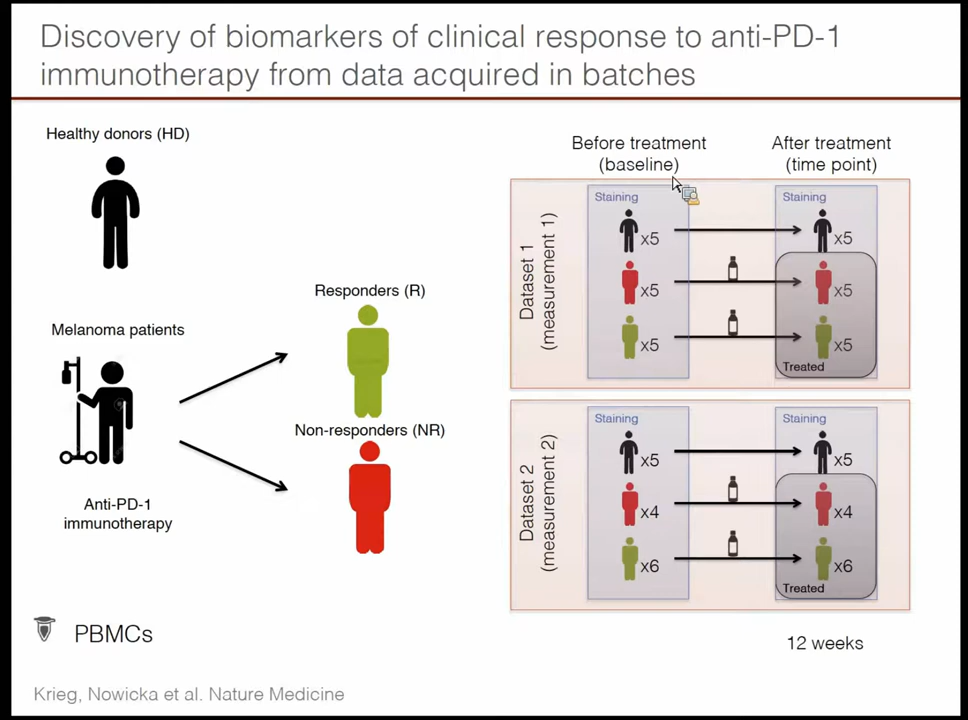 Discovery of biomarkers of clinical response to anti-PD-1
immunotherapy from data acquired in batches
Healthy donors (HD)
Melanoma patients
Anti-PD-1
immunotherapy
Responders (R)
Non-responders (NR)
PBMCs
Before treatment
(baseline)
After treatment
(time point)
Dataset 1
(measurement 1)
Staining
x5
x5
x5
Staining
x5
x5
x5
Treated
Dataset 2
(measurement 2)
Staining
x5
x4
x6
Staining
x5
x4
x6
Treated
12 weeks
Krieg, Nowicka et al. Nature Medicine